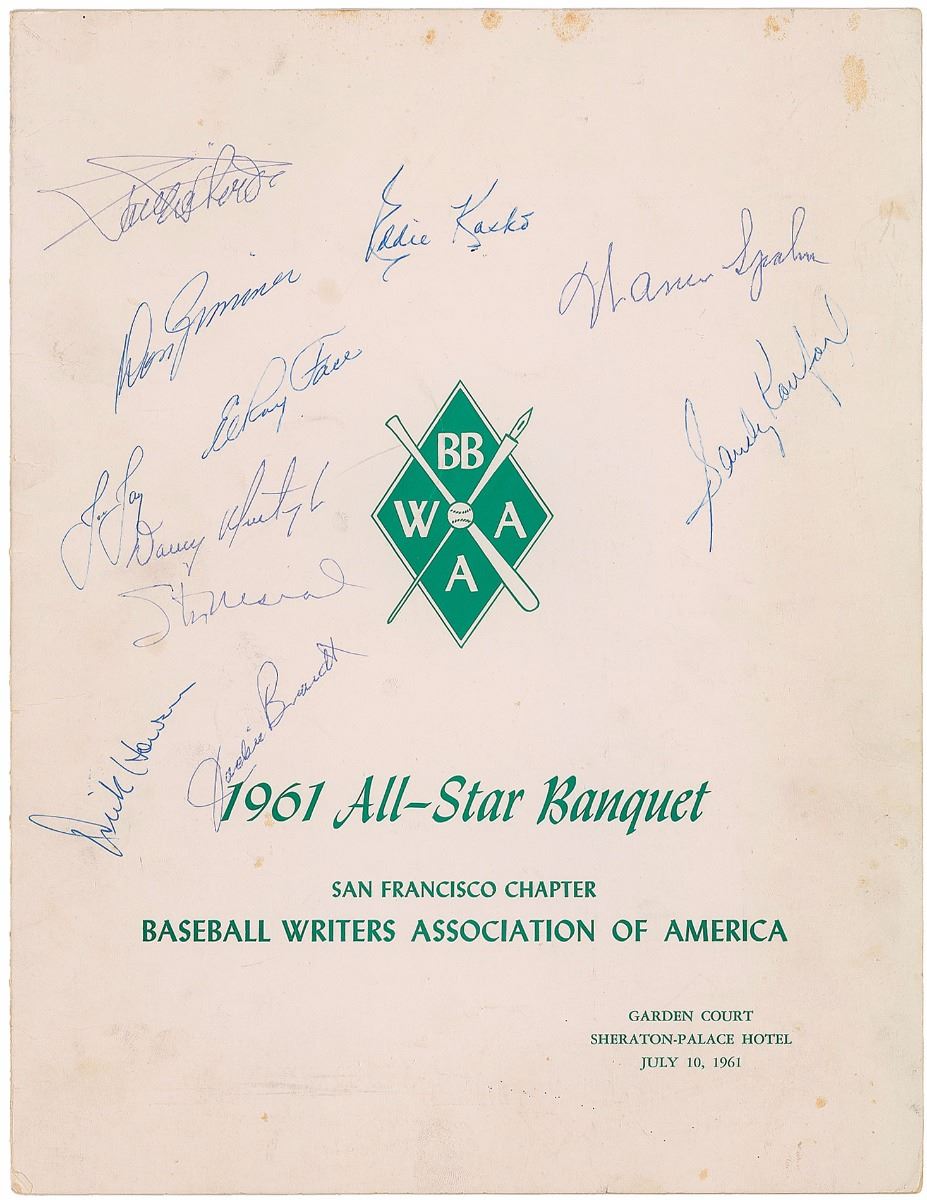 Eddie Kasko
Warren Spahn
Don Zimmer
Sandy Koufax
ElRoy Face
Joe Jay
Danny Murtaugh
Stan Musial
Jackie Brandt
Dick Howser
BB
W A
A
1961 All-Star Banquet
SAN FRANCISCO CHAPTER
BASEBALL WRITERS ASSOCIATION OF AMERICA
GARDEN COURT
SHERATON-PALACE HOTEL
JULY 10, 1961